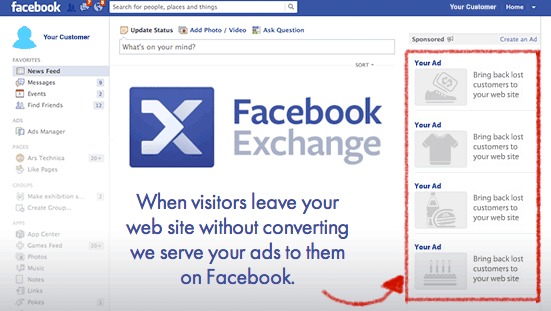 facebook
2
8
Search for people, places and things
Your Customer
Home
Your Customer
FAVORITES
News Feed
Messages 9
Events 2
Find Friends 12
ADS
Ads Manager
PAGES
Ars Technica 20+
Like Pages
GROUPS
Make exhibition s...
Create Group...
APPS
App Center
Games Feed 20+
Photos
Music
Notes
Links
Pokes 1
Update Status
Add Photo / Video
Ask Question
What's on your mind?
SORT
Facebook
Exchange
When visitors leave your
web site without converting
we serve your ads to them
on Facebook.
Sponsored
Create an Ad
Your Ad
Bring back lost
customers to
your web site
Your Ad
Bring back lost
customers to
your web site
Your Ad
Bring back lost
customers to
your web site
Your Ad
Bring back lost
customers to
your web site